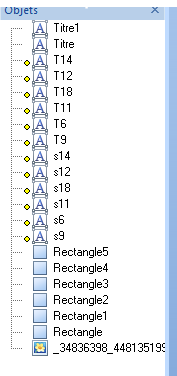 Objets
Titre1
Titre
T14
T12
T18
T11
T6
T9
s14
s12
s18
s11
s6
s9
Rectangle5
Rectangle4
Rectangle3
Rectangle2
Rectangle1
Rectangle
_34836398_448135199